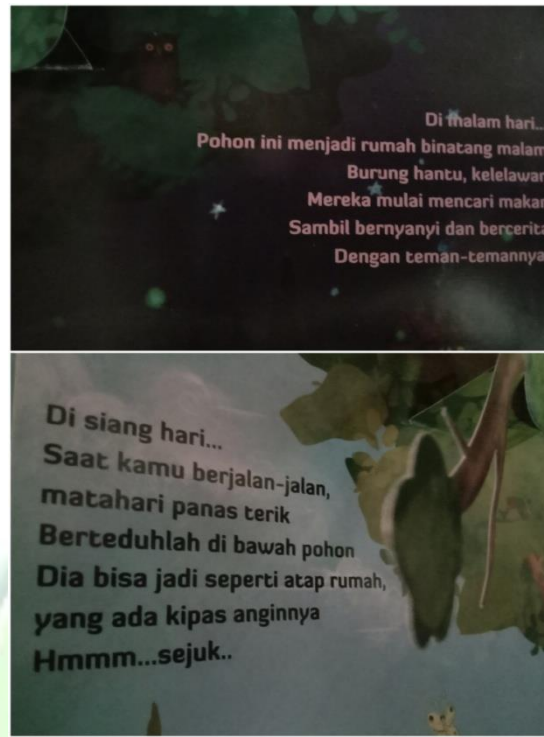 Di malam hari...
Pohon ini menjadi rumah binatang malam
Burung hantu, kelelawar
Mereka mulai mencari makan
Sambil bernyanyi dan bercerita
Dengan teman-temannya
Di siang hari...
Saat kamu berjalan-jalan,
matahari panas terik
Berteduhlah di bawah pohon
Dia bisa jadi seperti atap rumah,
yang ada kipas anginnya
Hmmm...sejuk..